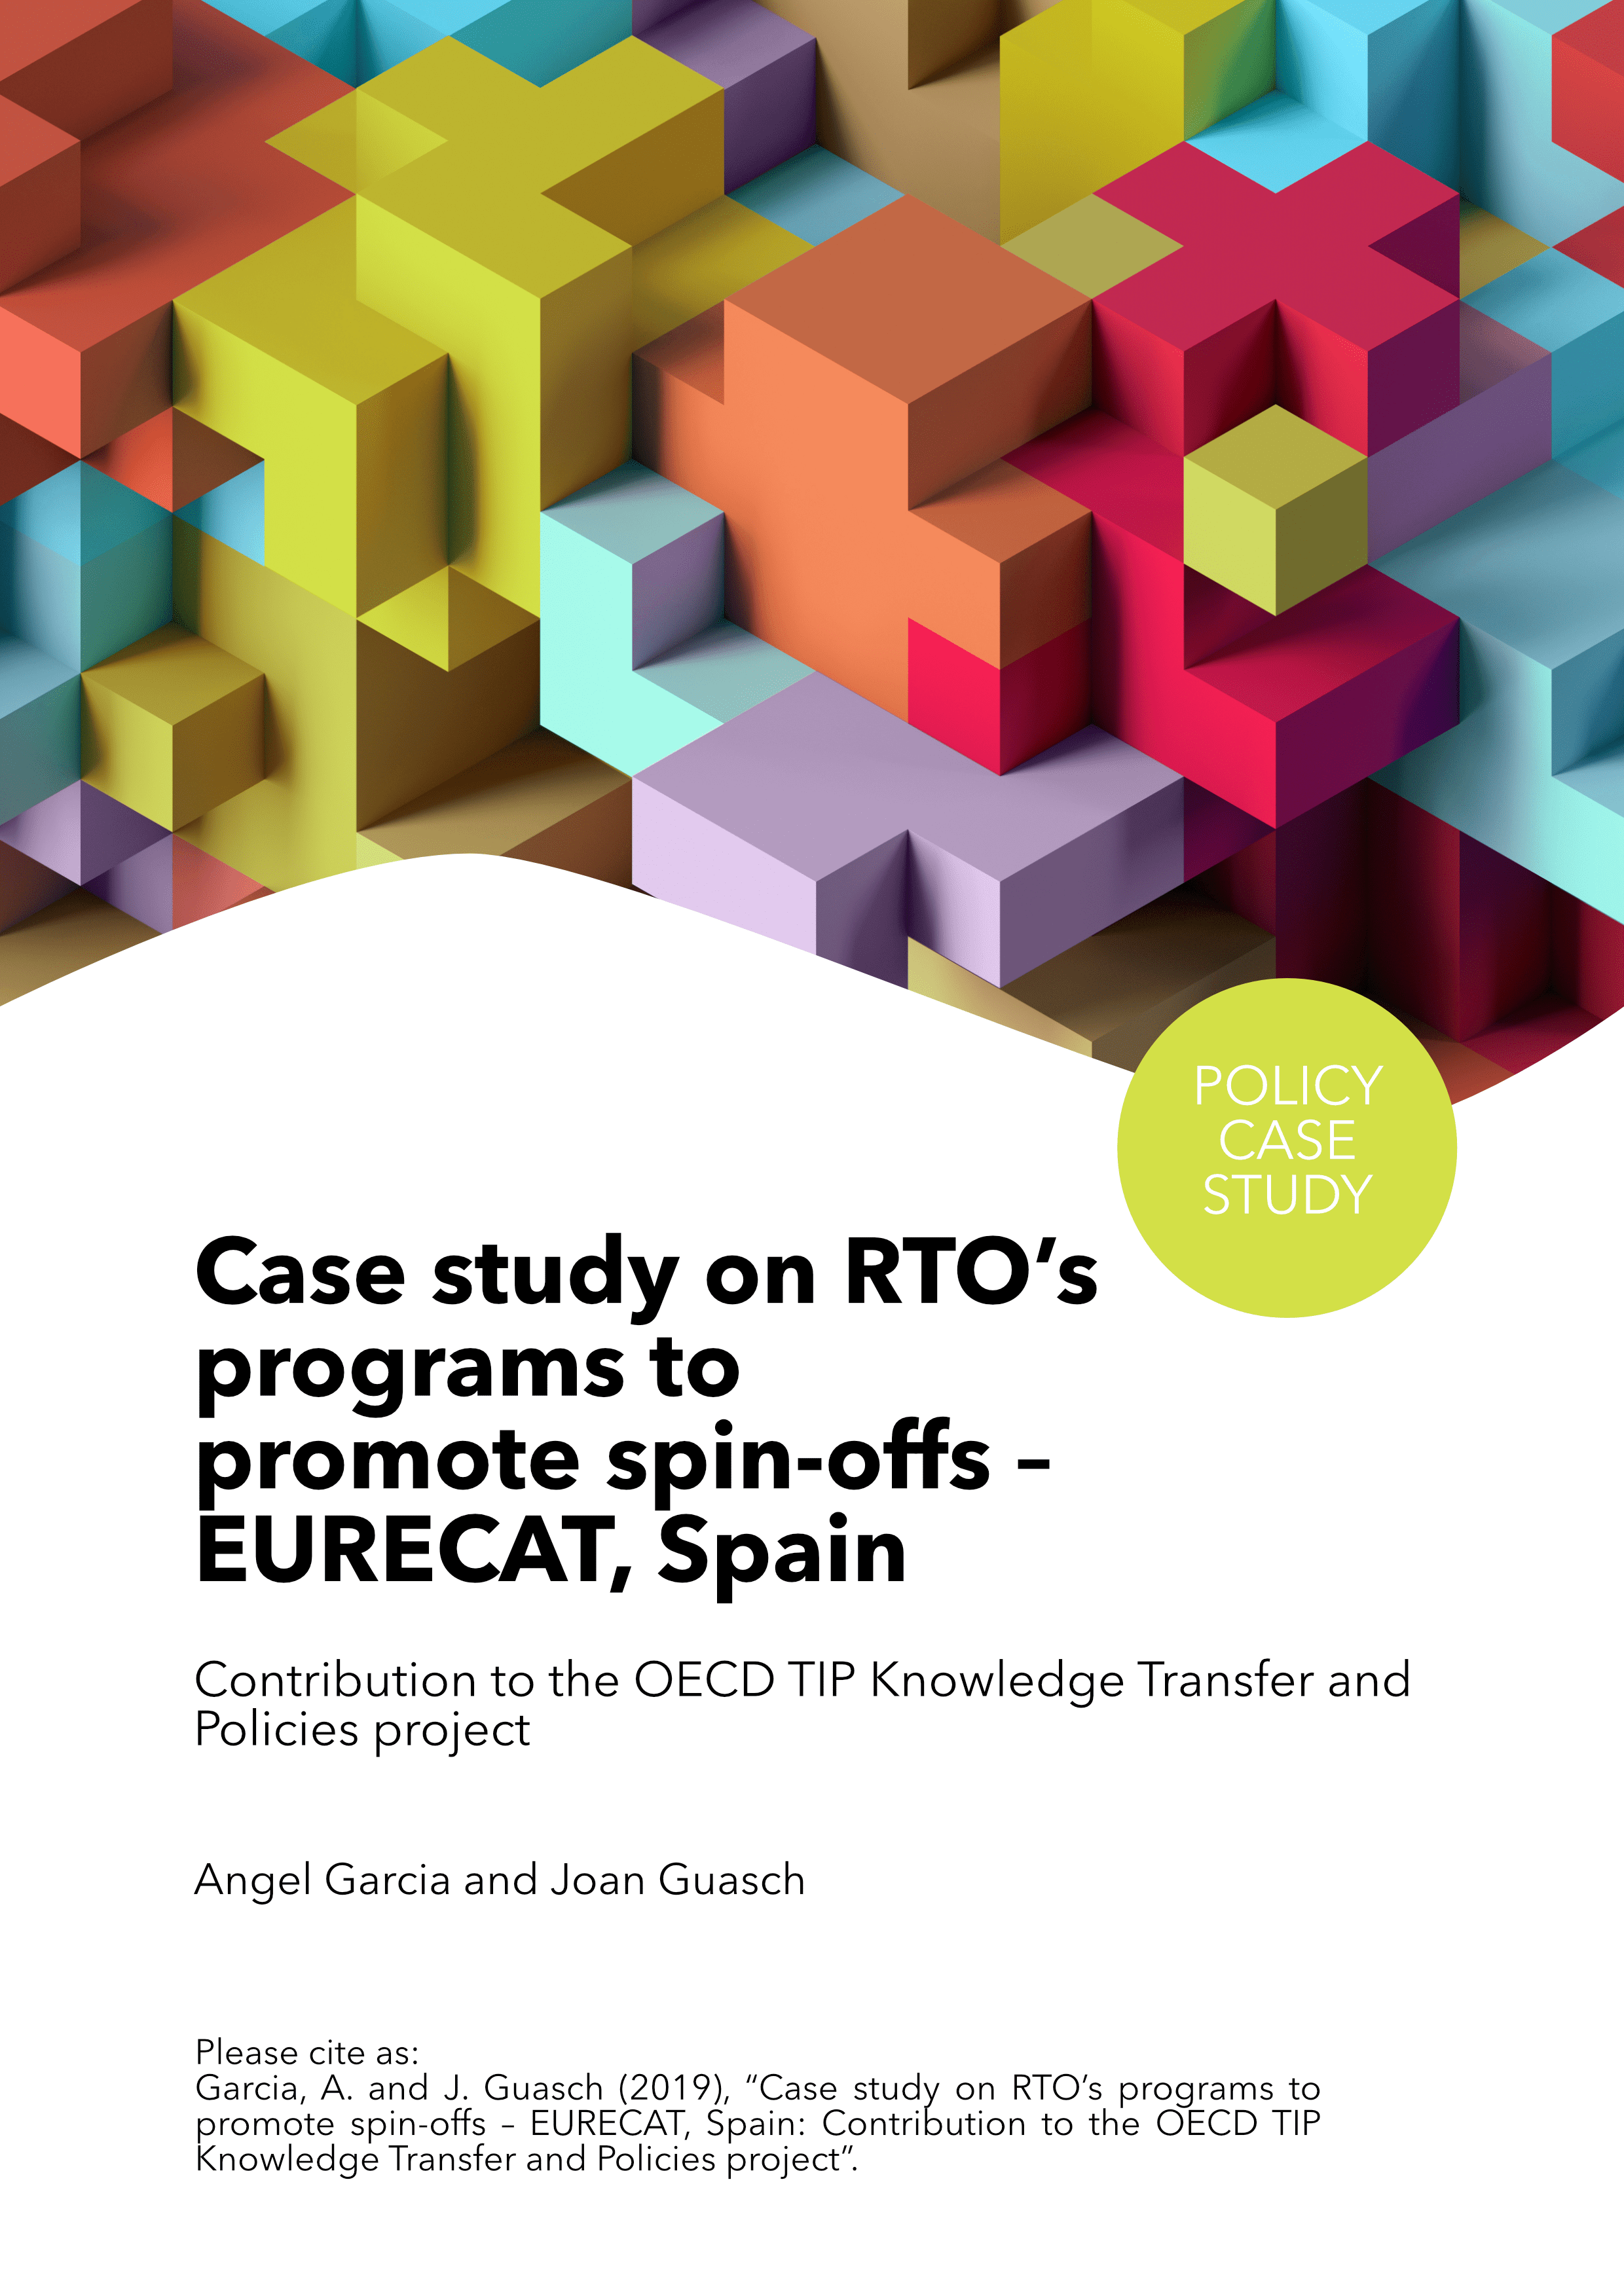 POLICY
CASE
STUDY
Case study on RTO’s
programs to
promote spin-offs –
EURECAT, Spain
Contribution to the OECD TIP Knowledge Transfer and
Policies project
Angel Garcia and Joan Guasch
Please cite as:
Garcia, A. and J. Guasch (2019), “Case study on RTO’s programs to
promote spin-offs – EURECAT, Spain: Contribution to the OECD TIP
Knowledge Transfer and Policies project”.